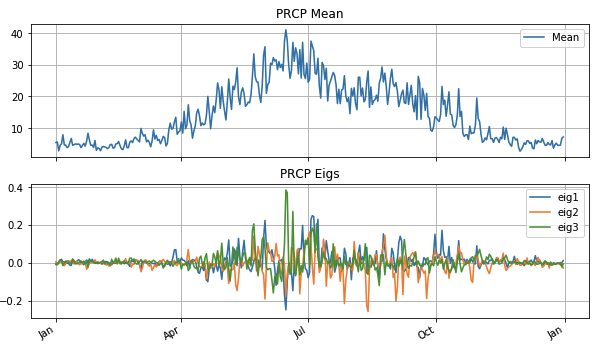 PRCP Mean
40
30
20
10
Mean
PRCP Eigs
0.4
0.2
0.0
−0.2
eig1
eig2
eig3
Jan
Apr
Jul
Oct
Jan